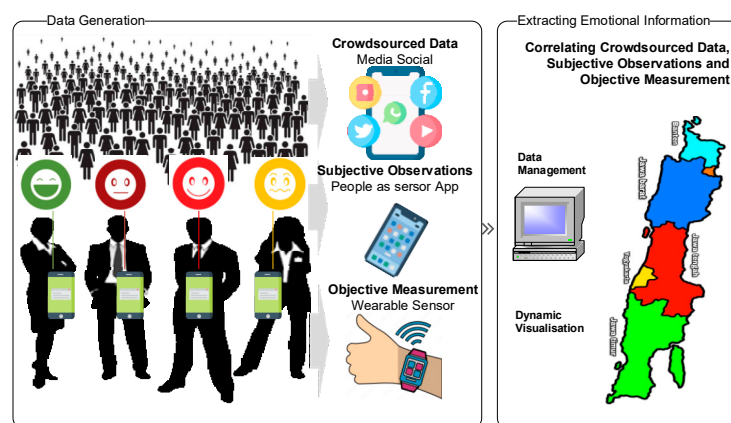 Data Generation
Crowdsourced Data
Media Social
Subjective Observations
People as sersor App
Objective Measurement
Wearable Sensor
Extracting Emotional Information
Correlating Crowdsourced Data,
Subjective Observations and
Objective Measurement
Data
Management
Dynamic
Visualisation
Banten
Jawa barat
Jawa tangah
Yogyakarta
Jawa timur